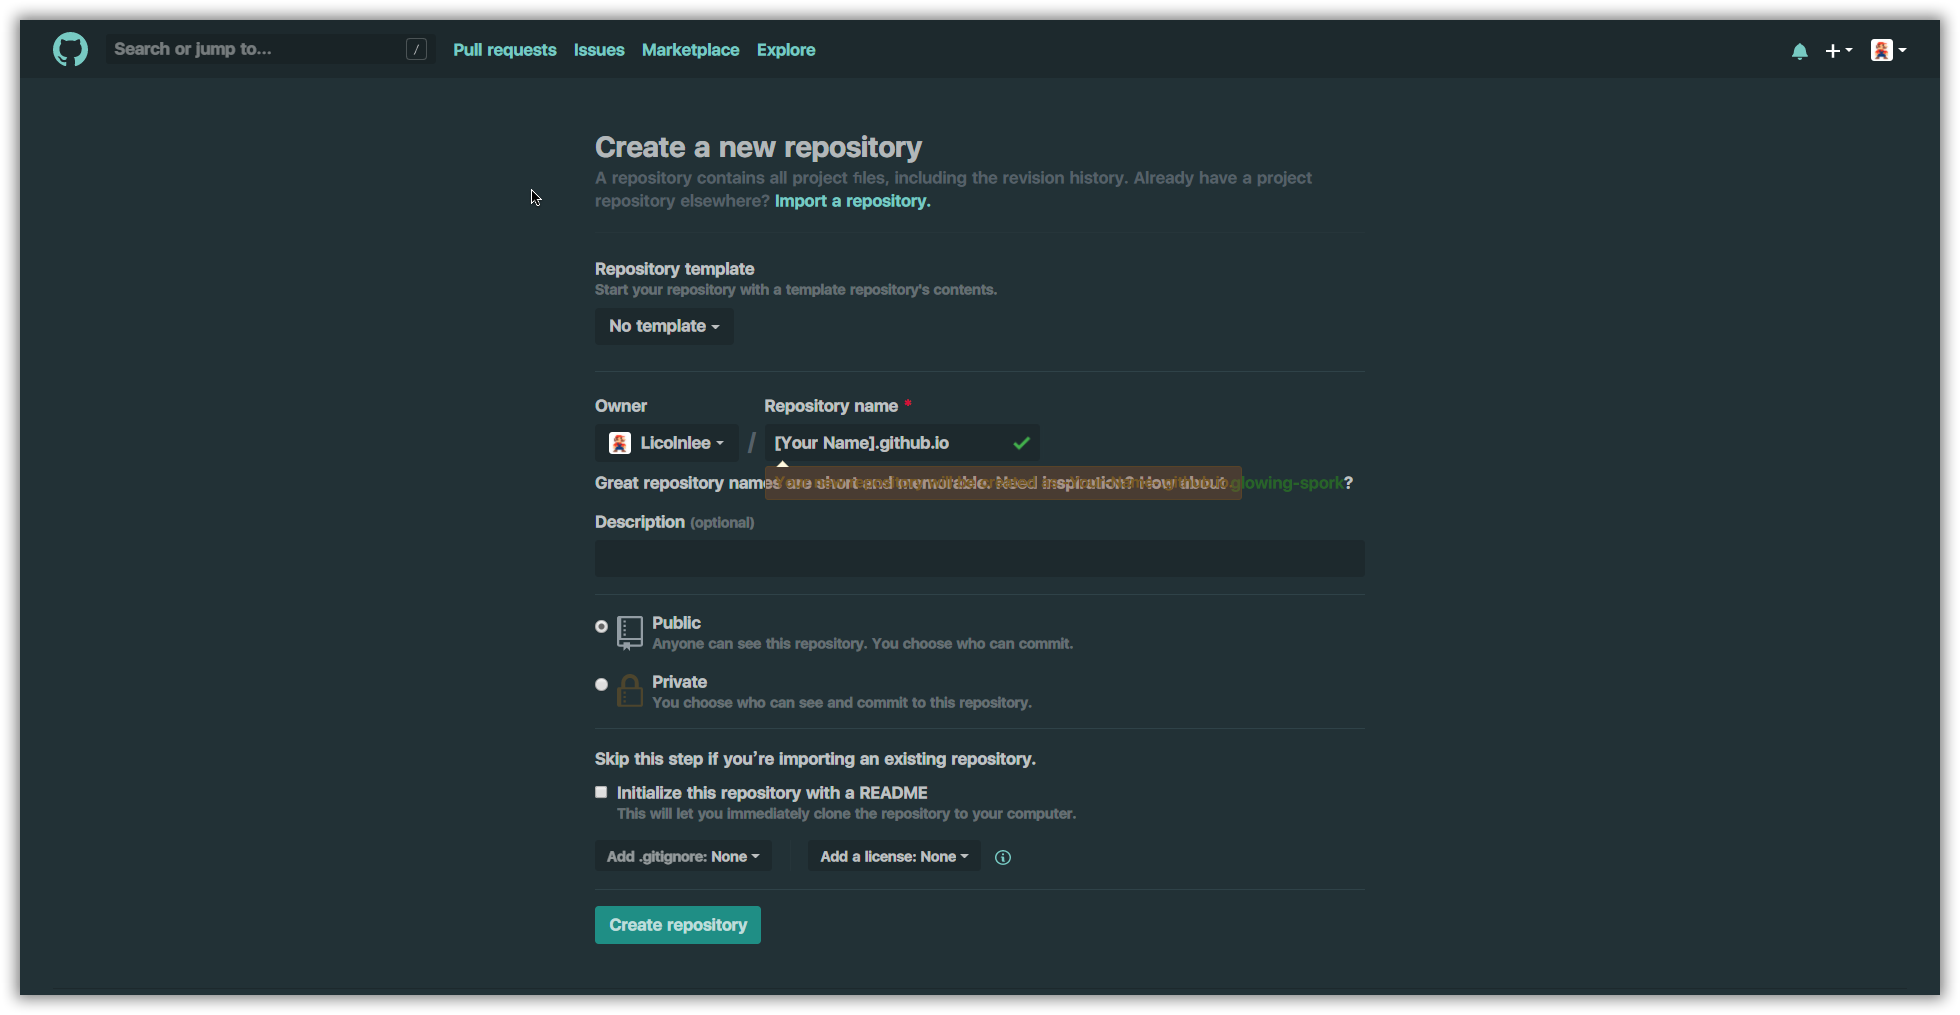 Search or jump to... /
Pull requests Issues Marketplace Explore
Create a new repository
A repository contains all project files, including the revision history. Already have a project
repository elsewhere? Import a repository.
Repository template
Start your repository with a template repository's contents.
No template
Owner Repository name *
Licolnlee / [Your Name].github.io
Great repository names are short and memorable. Need inspiration? How about glowing-spork?
Description (optional)
Public
Anyone can see this repository. You choose who can commit.
Private
You choose who can see and commit to this repository.
Skip this step if you're importing an existing repository.
Initialize this repository with a README
This will let you immediately clone the repository to your computer.
Add .gitignore: None Add a license: None
Create repository